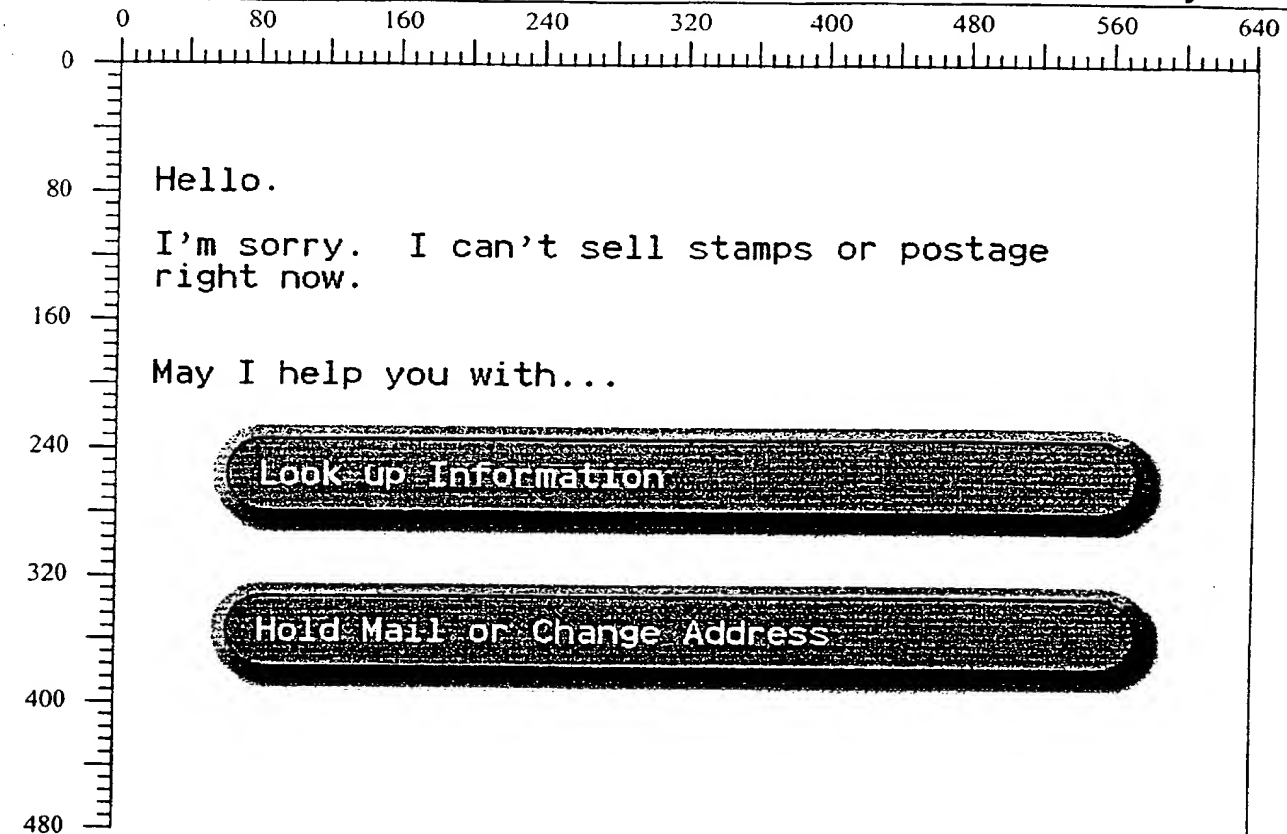 0 80 160 240 320 400 480 560 640
0
80
Hello.
I'm sorry.  I can't sell stamps or postage
right now.
160
May I help you with...
240
Look up Information
320
Hold Mail or Change Address
400
480